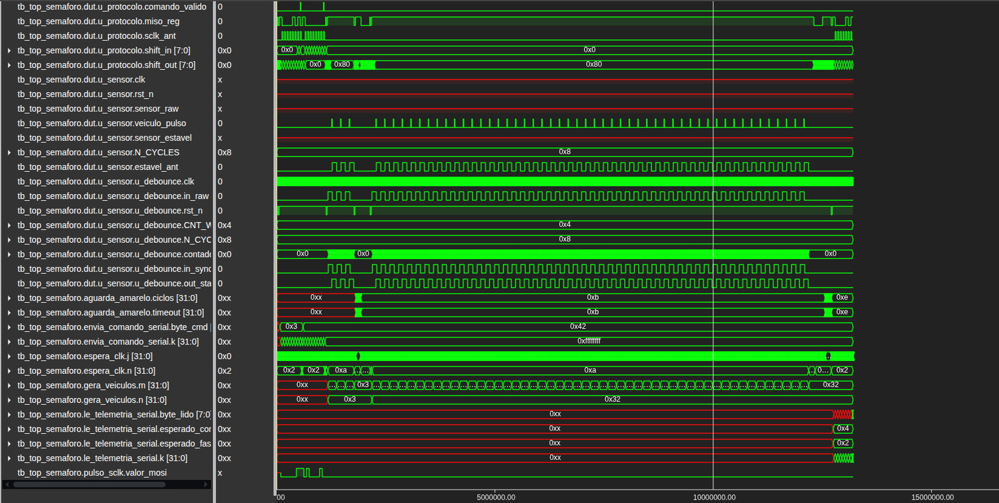 tb_top_semaforo.dut.u_protocolo.comando_valido 0
tb_top_semaforo.dut.u_protocolo.miso_reg 0
tb_top_semaforo.dut.u_protocolo.sclk_ant 0
tb_top_semaforo.dut.u_protocolo.shift_in [7:0] 0x0 0x0 0x0
tb_top_semaforo.dut.u_protocolo.shift_out [7:0] 0x0 0x0 0x80 0x80
tb_top_semaforo.dut.u_sensor.clk x
tb_top_semaforo.dut.u_sensor.rst_n x
tb_top_semaforo.dut.u_sensor.sensor_raw x
tb_top_semaforo.dut.u_sensor.veiculo_pulso 0
tb_top_semaforo.dut.u_sensor.sensor_estavel x
tb_top_semaforo.dut.u_sensor.N_CYCLES 0x8 0x8
tb_top_semaforo.dut.u_sensor.estavel_ant 0
tb_top_semaforo.dut.u_sensor.u_debounce.clk 0
tb_top_semaforo.dut.u_sensor.u_debounce.in_raw 0
tb_top_semaforo.dut.u_sensor.u_debounce.rst_n 0
tb_top_semaforo.dut.u_sensor.u_debounce.CNT_W 0x4 0x4
tb_top_semaforo.dut.u_sensor.u_debounce.N_CYC 0x8 0x8
tb_top_semaforo.dut.u_sensor.u_debounce.contado 0x0 0x0 0x0 0x0
tb_top_semaforo.dut.u_sensor.u_debounce.in_sync 0
tb_top_semaforo.dut.u_sensor.u_debounce.out_sta 0
tb_top_semaforo.aguarda_amarelo.ciclos [31:0] 0xx 0xx 0xb 0xe
tb_top_semaforo.aguarda_amarelo.timeout [31:0] 0xx 0xx 0xb 0xe
tb_top_semaforo.envia_comando_serial.byte_cmd [ 0xx 0x3 0x42
tb_top_semaforo.envia_comando_serial.k [31:0] 0xx 0xffffffff
tb_top_semaforo.espera_clk.j [31:0] 0x0
tb_top_semaforo.espera_clk.n [31:0] 0x2 0x2 0x2 0xa ... ... 0xa ... 0... 0x2
tb_top_semaforo.gera_veiculos.m [31:0] 0xx 0xx ... ... ... 0x3 ... 0x32
tb_top_semaforo.gera_veiculos.n [31:0] 0xx 0xx 0x3 0x32
tb_top_semaforo.le_telemetria_serial.byte_lido [7:0] 0xx 0xx
tb_top_semaforo.le_telemetria_serial.esperado_cor 0xx 0xx 0x4
tb_top_semaforo.le_telemetria_serial.esperado_fas 0xx 0xx 0x2
tb_top_semaforo.le_telemetria_serial.k [31:0] 0xx 0xx
tb_top_semaforo.pulso_sclk.valor_mosi x
00 5000000.00 10000000.00 15000000.00